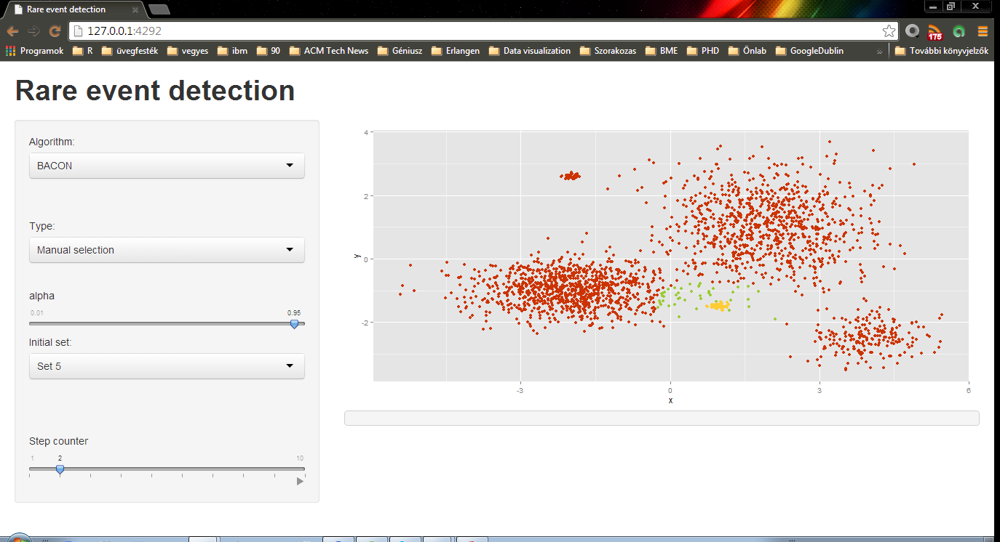 Rare event detection
127.0.0.1:4292
175
Programok R üvegfesték vegyes ibm 90 ACM Tech News Géniusz Erlangen Data visualization Szorakozas BME PHD Önlab GoogleDublin » További könyvjelzők
Rare event detection
Algorithm:
BACON
Type:
Manual selection
alpha
0.01 0.95
Initial set:
Set 5
Step counter
1 2 10
4
2
0
-2
y
-3 0 3 6
x